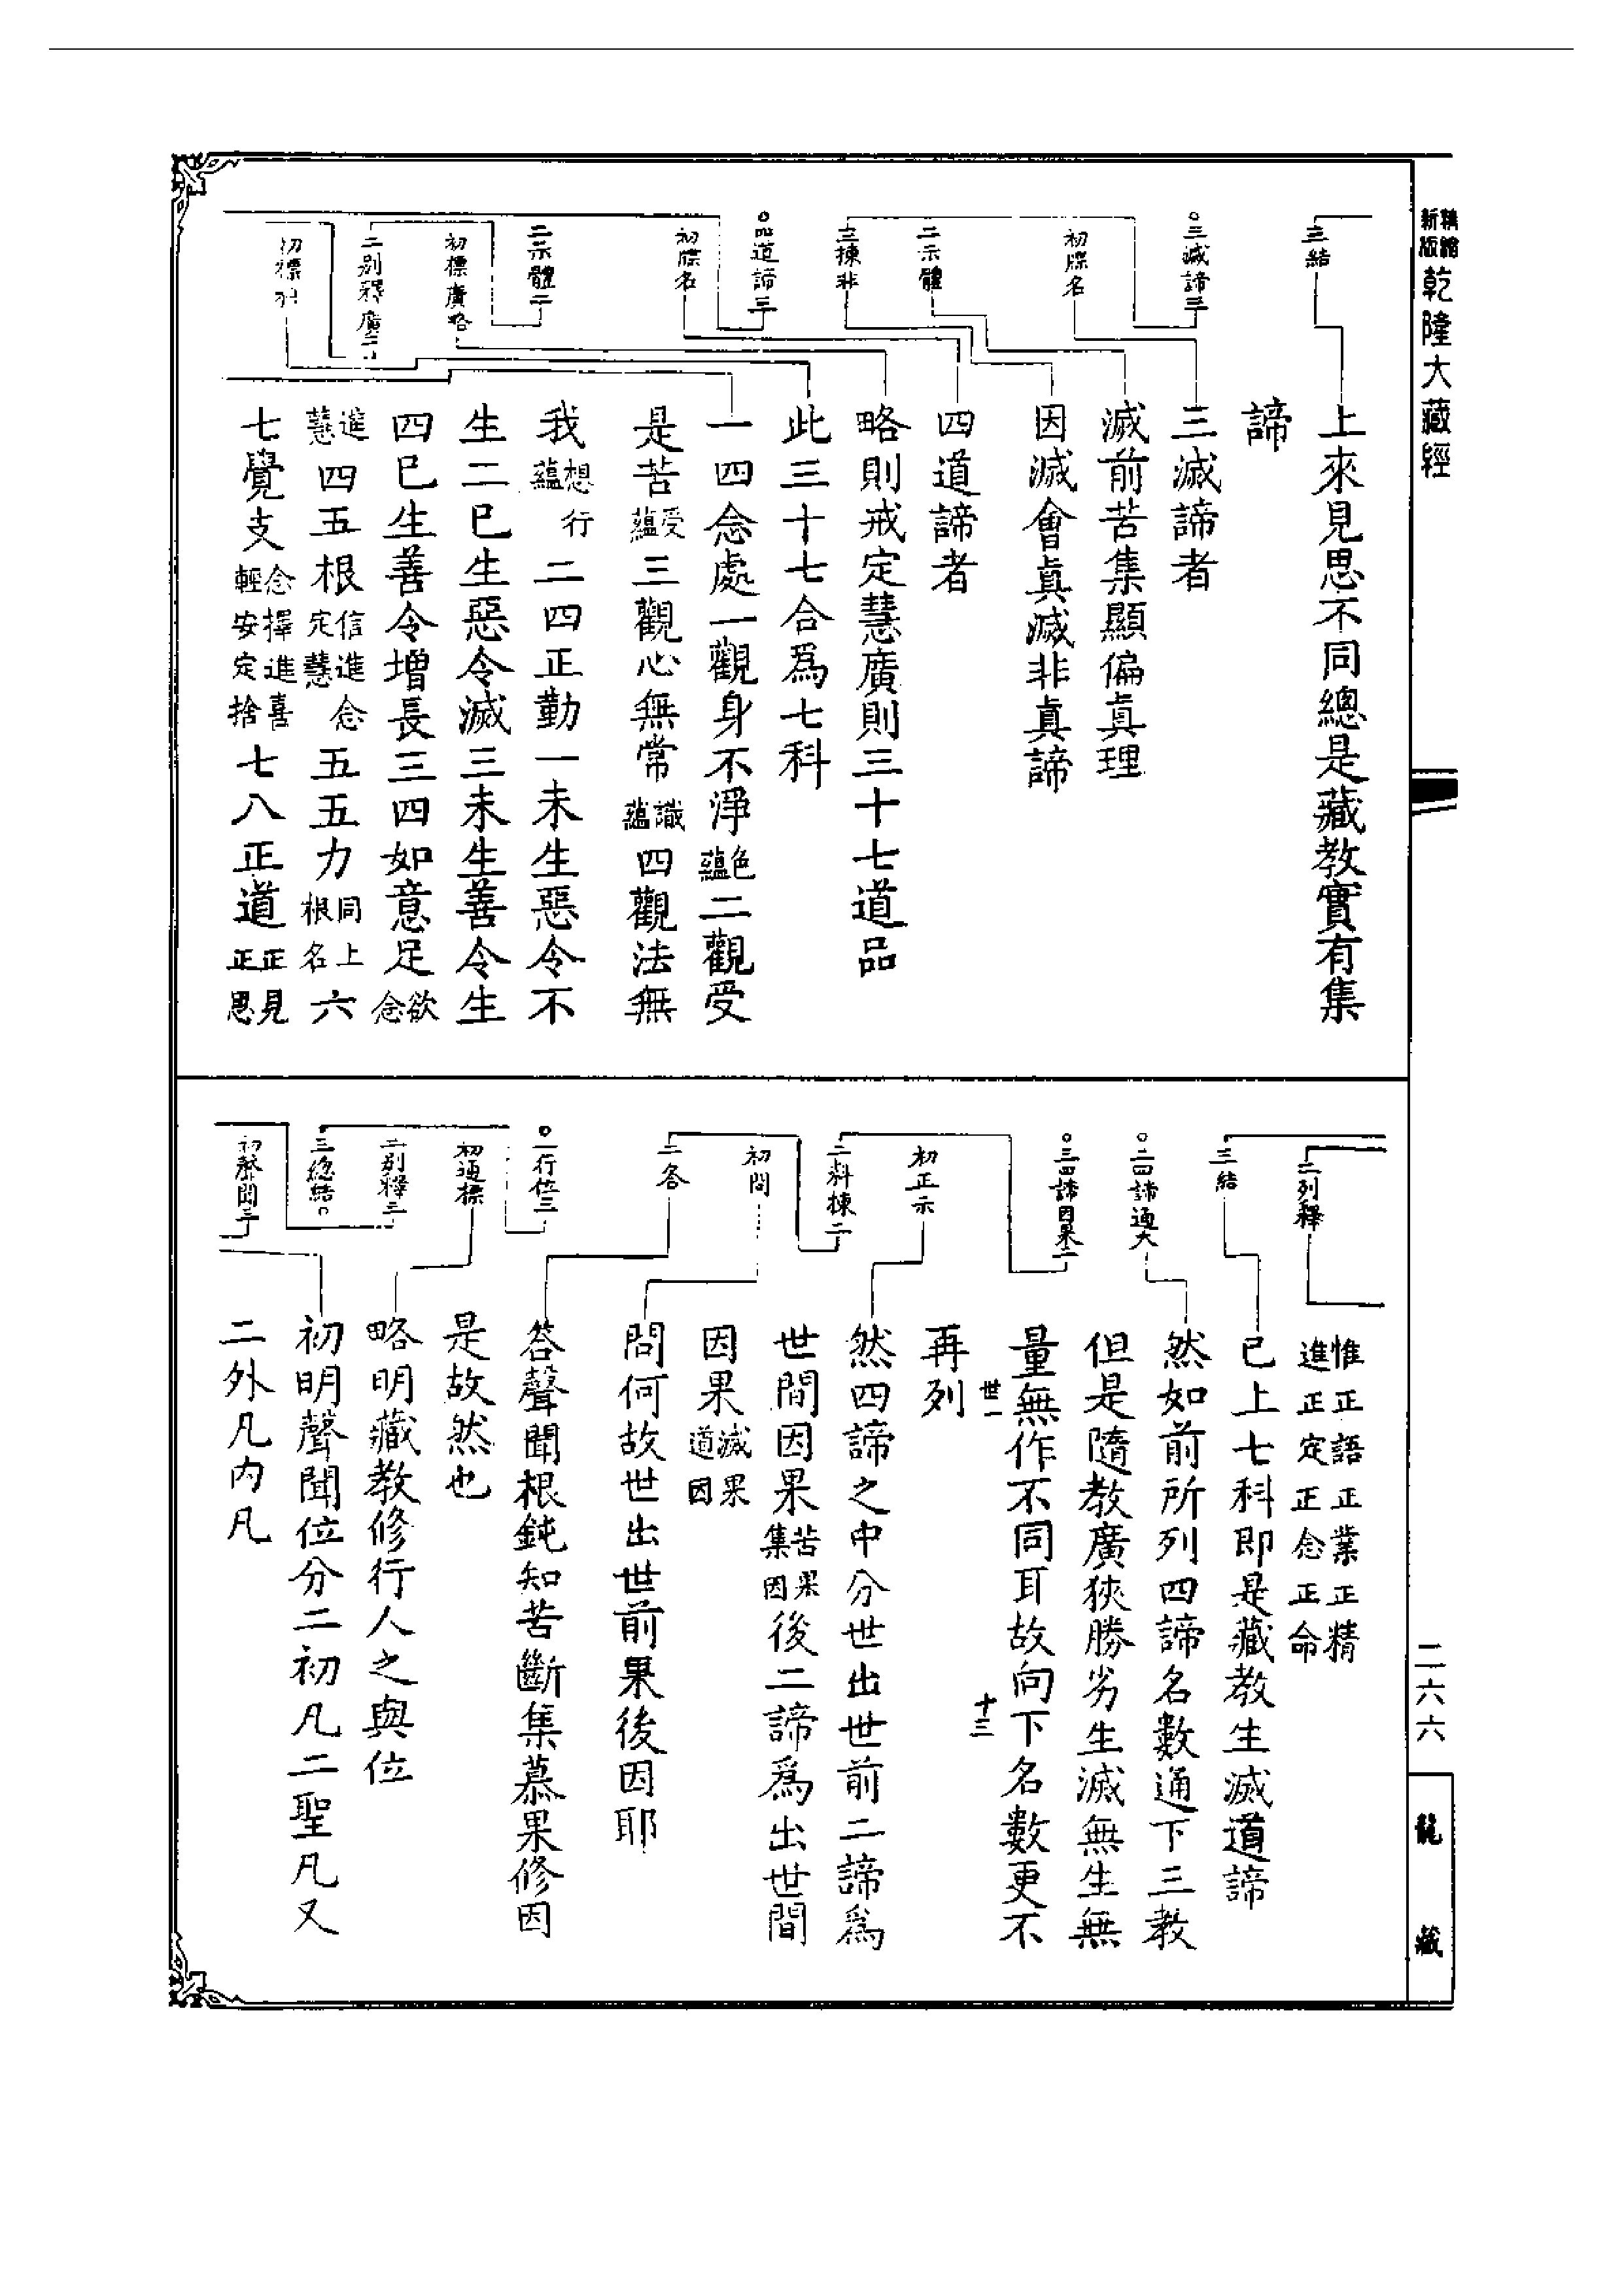 精繕新版乾隆大藏經
二六六
龍藏
三結
○三滅諦三
初牒名
二示體
三揀非
○四道諦三
初牒名
二示體二
初標廣略
二別釋廣二
初標
上來見思不同總是藏教實有集
諦
三滅諦者
滅前苦集顯偏真理
因滅會真滅非真諦
四道諦者
略則戒定慧廣則三十七道品
此三十七合爲七科
一四念處一觀身不淨色蘊二觀受
是苦受蘊三觀心無常識蘊四觀法無
我想行蘊二四正勤一未生惡令不
生二已生惡令滅三未生善令生
四已生善令增長三四如意足欲念
進慧四五根信進念定慧五五力同上根名六
七覺支念擇進喜輕安定捨七八正道正見正思
二列釋
三結
○二四諦通大
○三四諦因果二
初正示
二料揀二
初問
二答
○二行位三
初通標
二別釋三
三總結○
初聲聞三
惟正語正業正精進正定正念正命
已上七科即是藏教生滅道諦
然如前所列四諦名數通下三教
但是隨教廣狹勝劣生滅無生無
量無作不同耳故向下名數更不
世一
十三
再列
然四諦之中分世出世前二諦爲
世間因果苦果集因後二諦爲出世間
因果滅果道因
問何故世出世前果後因耶
答聲聞根鈍知苦斷集慕果修因
是故然也
略明藏教修行人之與位
初明聲聞位分二初凡二聖凡又
二外凡內凡